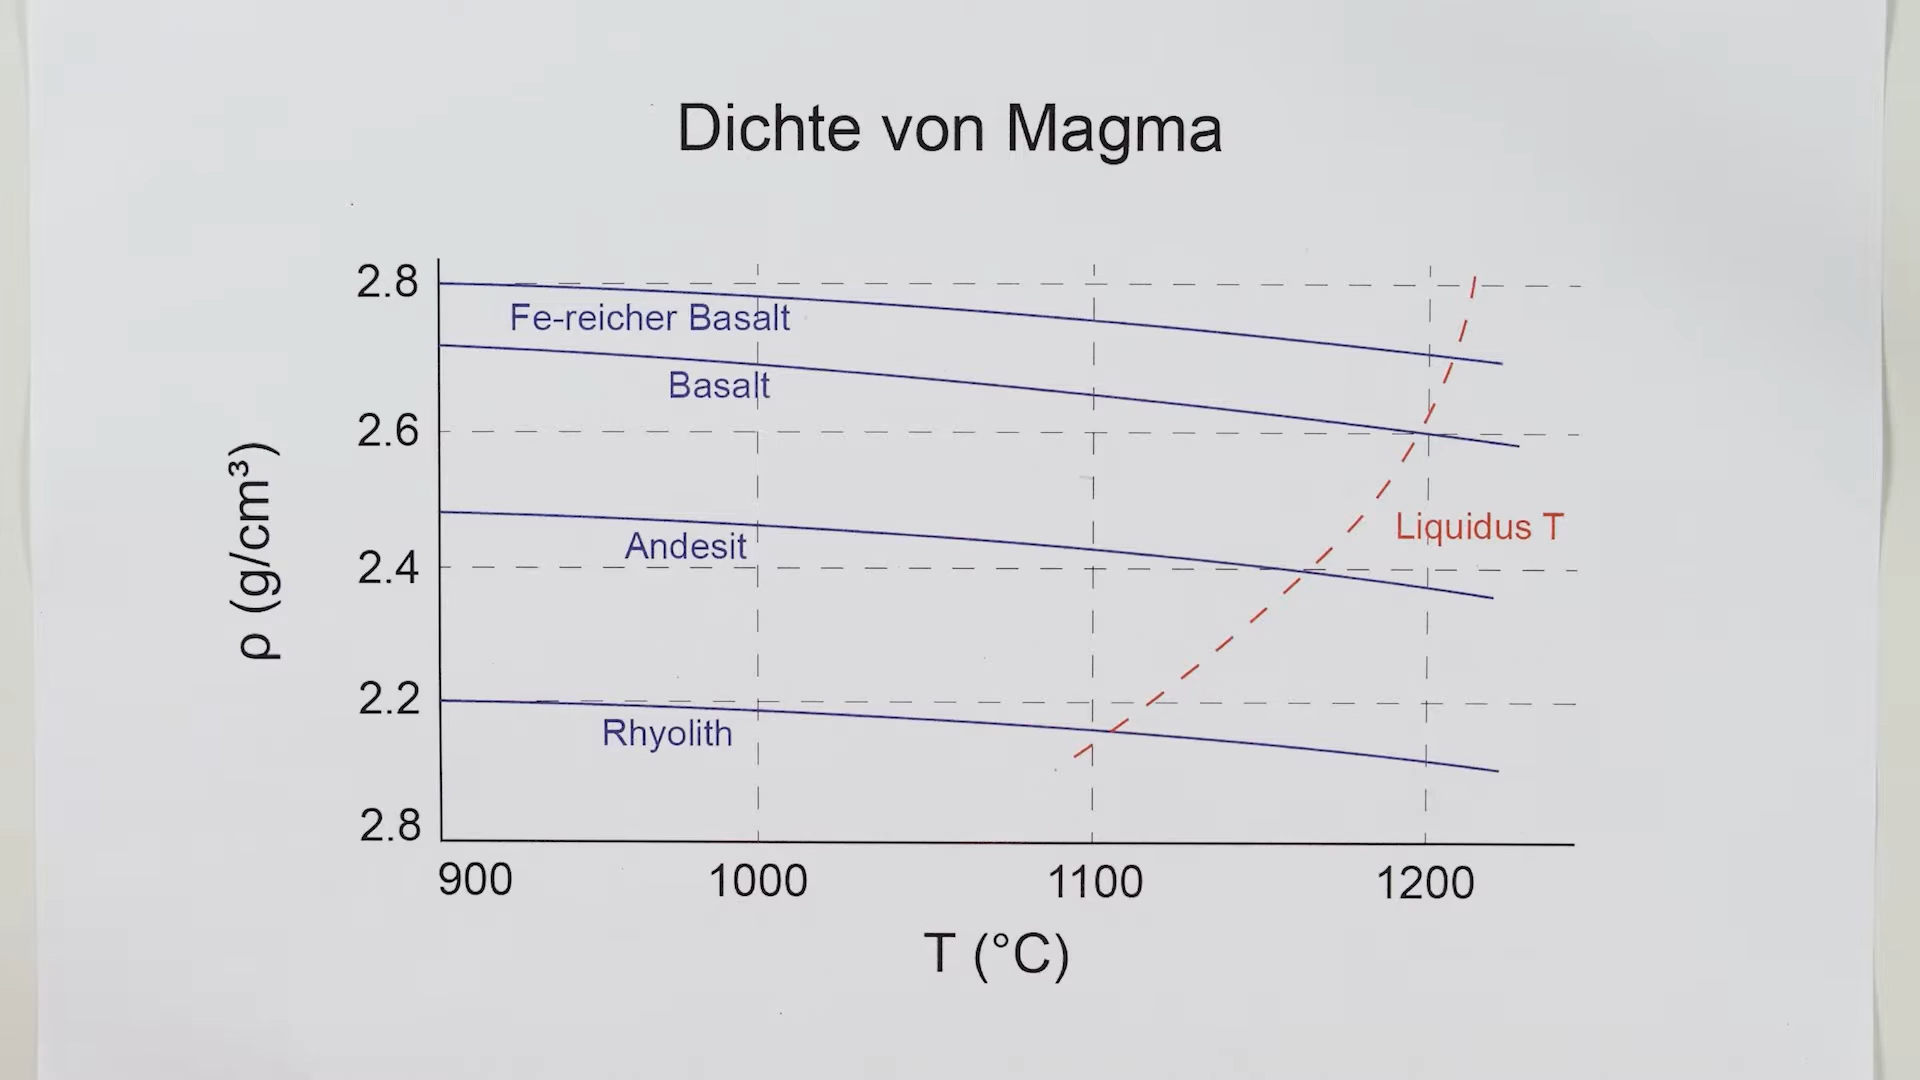 Dichte von Magma
2.8
Fe-reicher Basalt
Basalt
2.6
ρ (g/cm³)
Liquidus T
Andesit
2.4
2.2
Rhyolith
2.8
900 1000 1100 1200
T (°C)